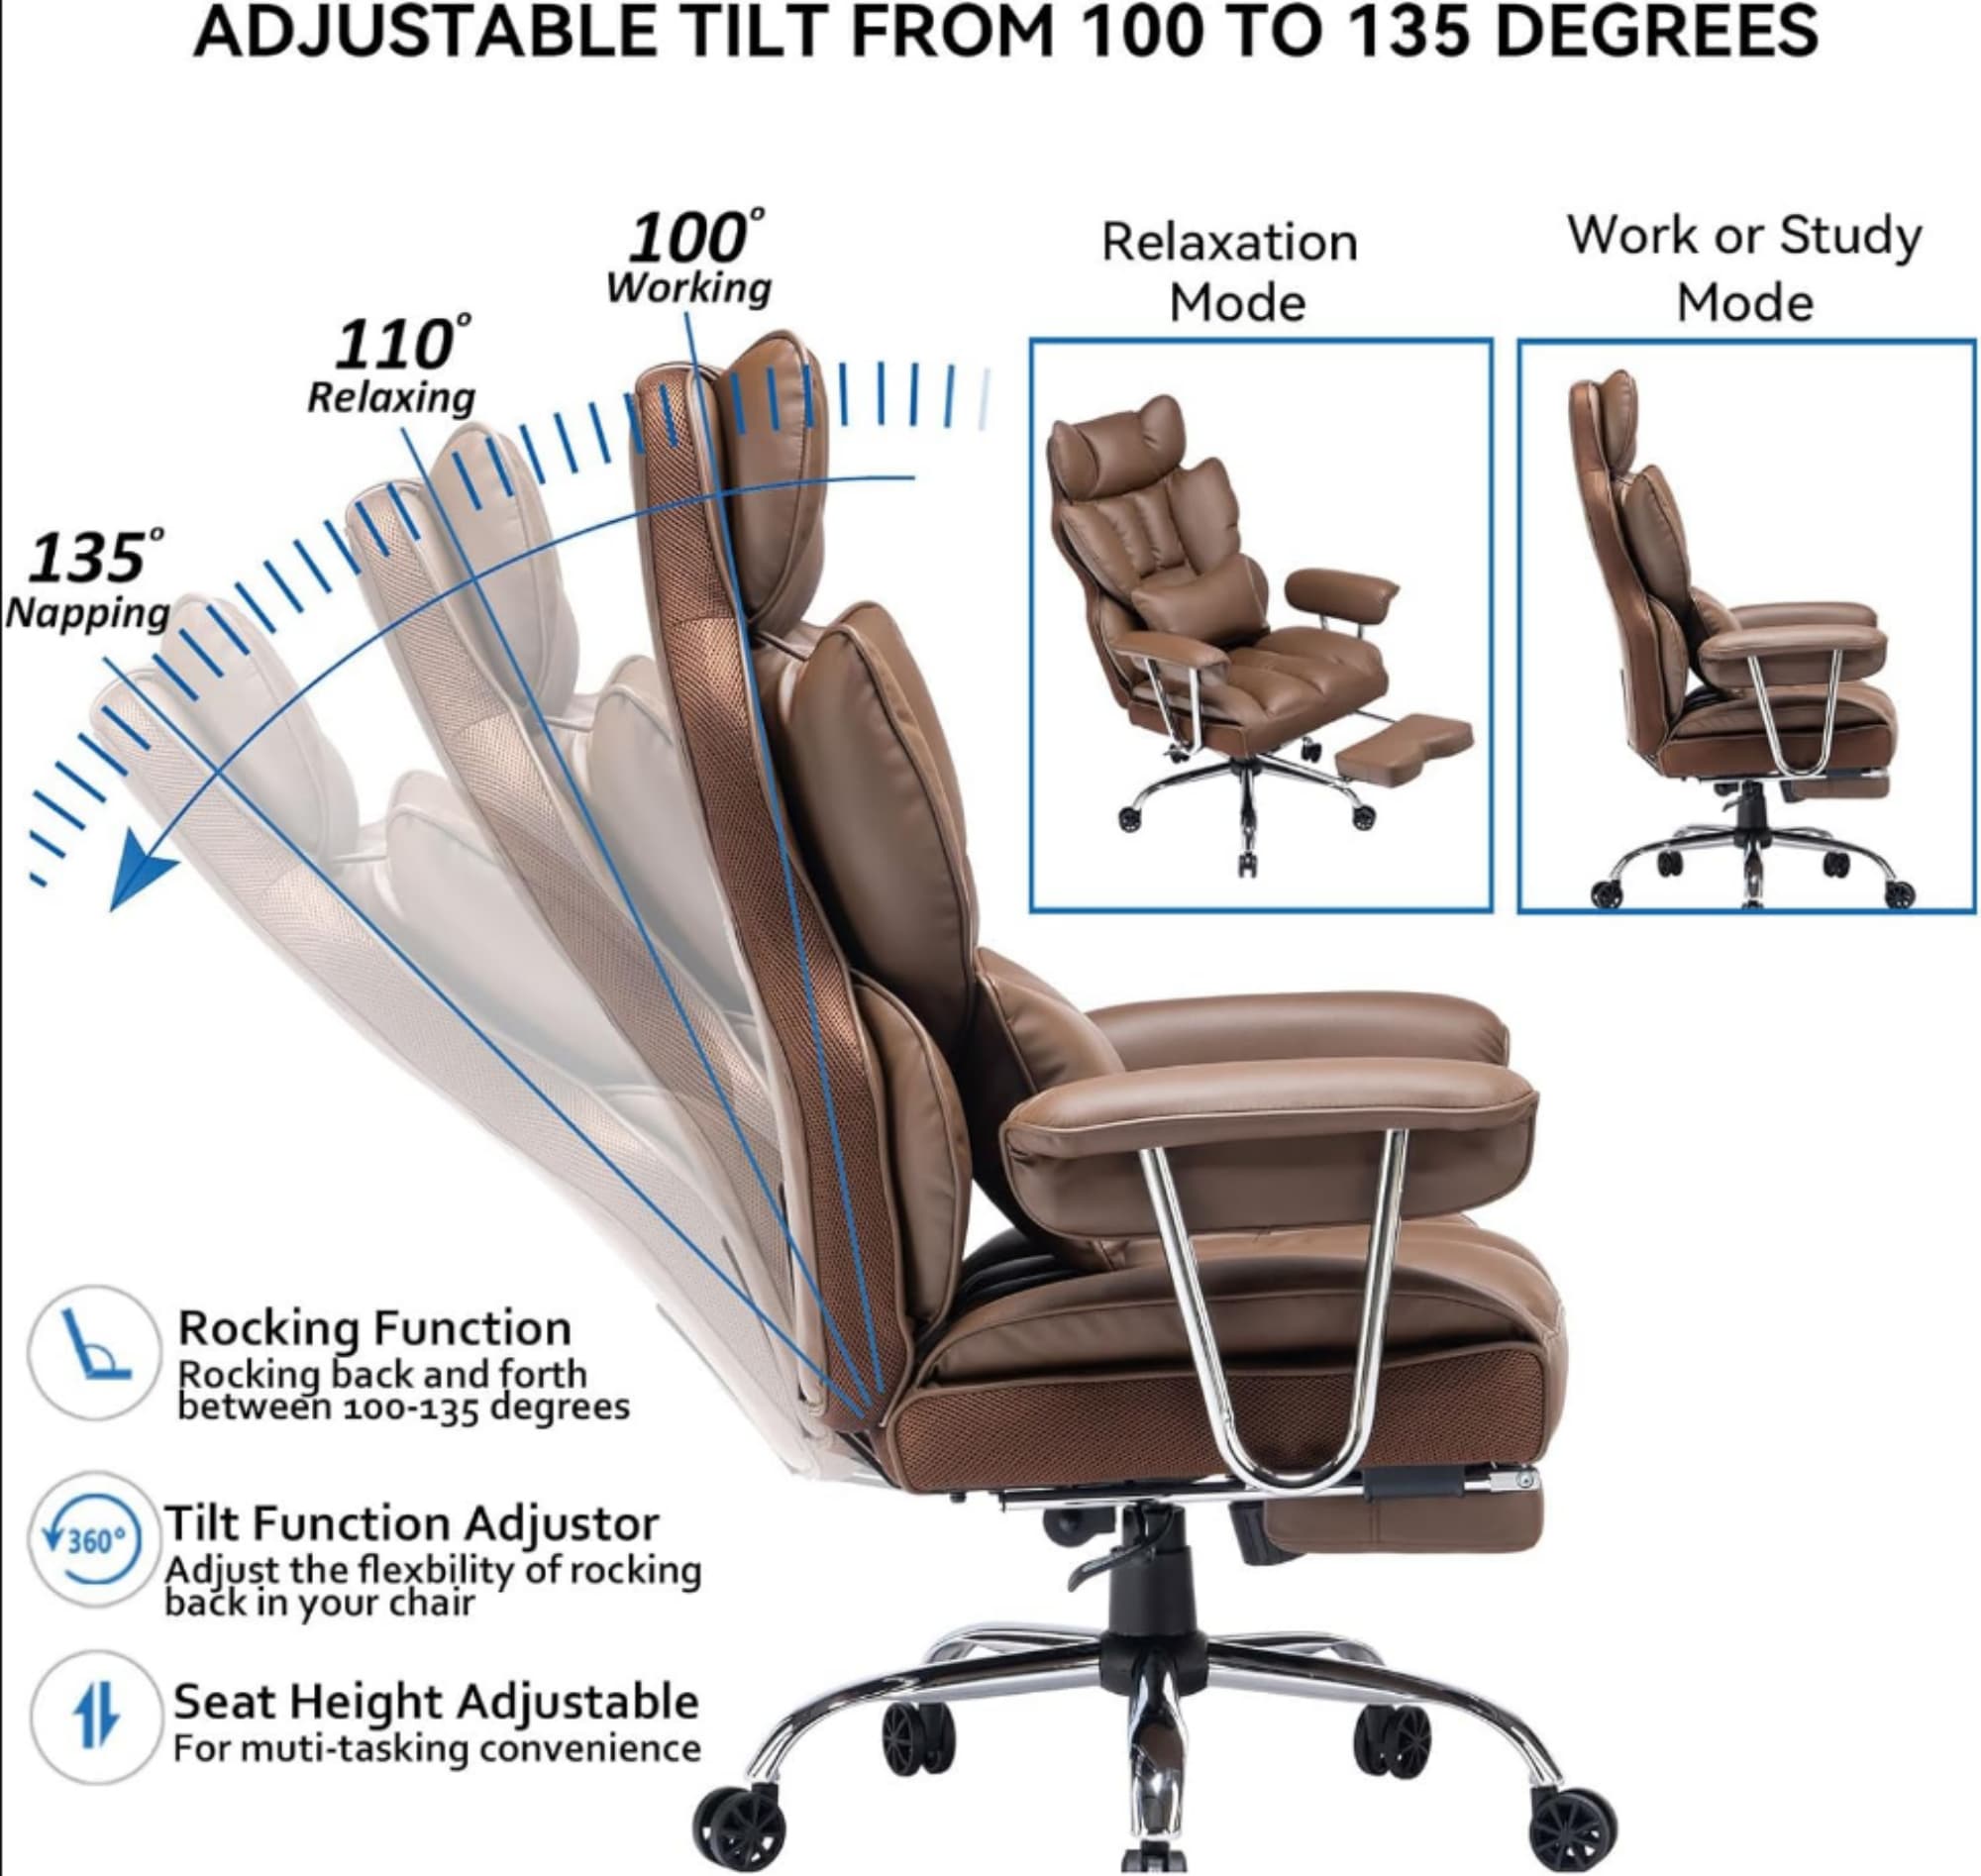 ADJUSTABLE TILT FROM 100 TO 135 DEGREES
100°
Working
110°
Relaxing
135°
Napping
Relaxation
Mode
Work or Study
Mode
Rocking Function
Rocking back and forth
between 100-135 degrees
360°
Tilt Function Adjustor
Adjust the flexbility of rocking
back in your chair
Seat Height Adjustable
For muti-tasking convenience